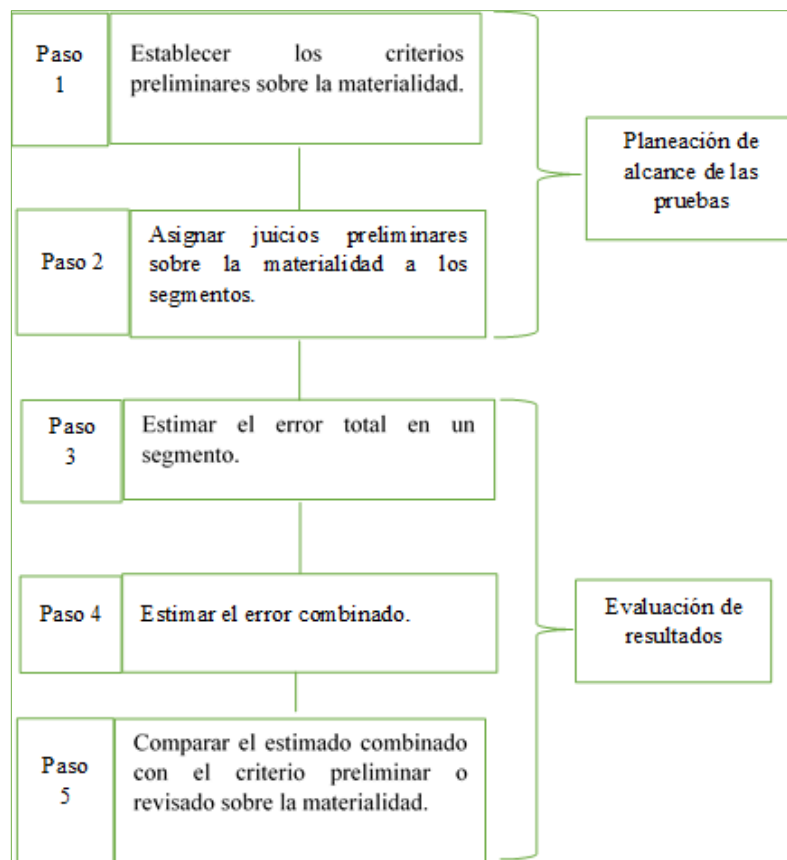 Paso
1
Establecer los criterios
preliminares sobre la materialidad.
Planeación de
alcance de las
pruebas
Paso 2
Asignar juicios preliminares
sobre la materialidad a los
segmentos.
Paso
3
Estimar el error total en un
segmento.
Paso 4
Estimar el error combinado.
Evaluación de
resultados
Paso
5
Comparar el estimado combinado
con el criterio preliminar o
revisado sobre la materialidad.